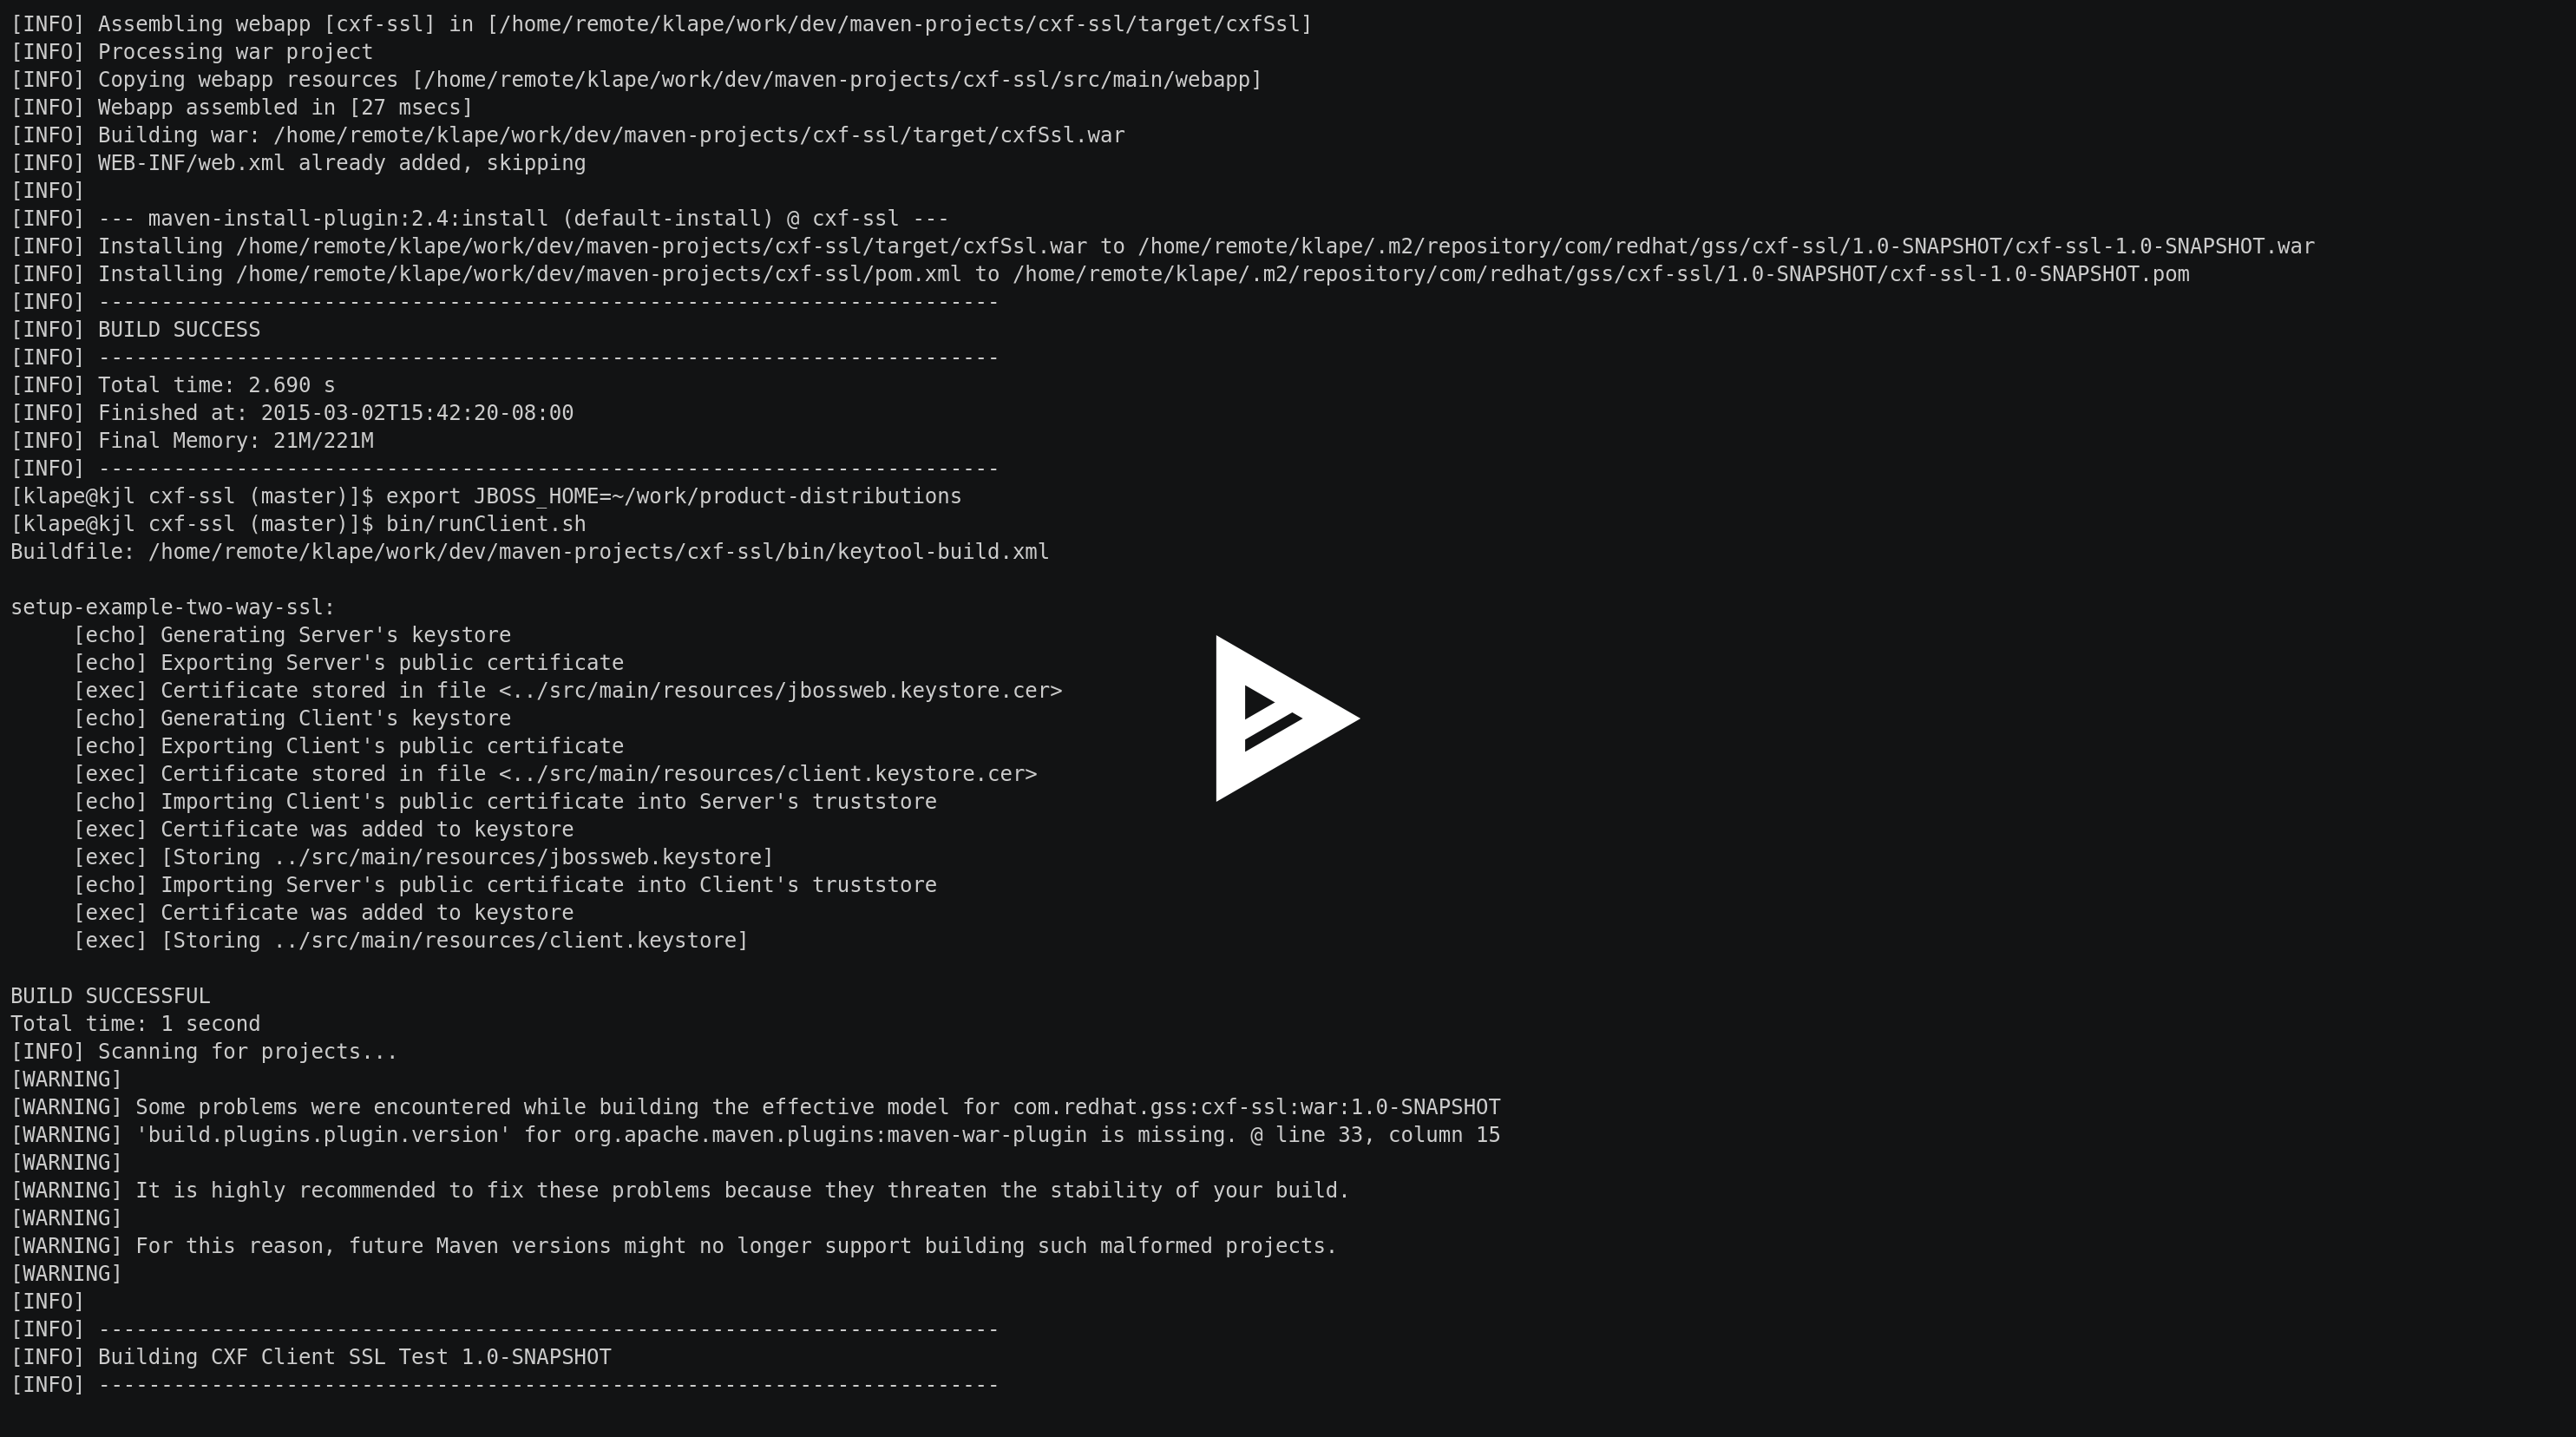 [INFO] Assembling webapp [cxf-ssl] in [/home/remote/klape/work/dev/maven-projects/cxf-ssl/target/cxfSsl]
[INFO] Processing war project
[INFO] Copying webapp resources [/home/remote/klape/work/dev/maven-projects/cxf-ssl/src/main/webapp]
[INFO] Webapp assembled in [27 msecs]
[INFO] Building war: /home/remote/klape/work/dev/maven-projects/cxf-ssl/target/cxfSsl.war
[INFO] WEB-INF/web.xml already added, skipping
[INFO]
[INFO] --- maven-install-plugin:2.4:install (default-install) @ cxf-ssl ---
[INFO] Installing /home/remote/klape/work/dev/maven-projects/cxf-ssl/target/cxfSsl.war to /home/remote/klape/.m2/repository/com/redhat/gss/cxf-ssl/1.0-SNAPSHOT/cxf-ssl-1.0-SNAPSHOT.war
[INFO] Installing /home/remote/klape/work/dev/maven-projects/cxf-ssl/pom.xml to /home/remote/klape/.m2/repository/com/redhat/gss/cxf-ssl/1.0-SNAPSHOT/cxf-ssl-1.0-SNAPSHOT.pom
[INFO] ------------------------------------------------------------------------
[INFO] BUILD SUCCESS
[INFO] ------------------------------------------------------------------------
[INFO] Total time: 2.690 s
[INFO] Finished at: 2015-03-02T15:42:20-08:00
[INFO] Final Memory: 21M/221M
[INFO] ------------------------------------------------------------------------
[klape@kjl cxf-ssl (master)]$ export JBOSS_HOME=~/work/product-distributions
[klape@kjl cxf-ssl (master)]$ bin/runClient.sh
Buildfile: /home/remote/klape/work/dev/maven-projects/cxf-ssl/bin/keytool-build.xml

setup-example-two-way-ssl:
     [echo] Generating Server's keystore
     [echo] Exporting Server's public certificate
     [exec] Certificate stored in file <../src/main/resources/jbossweb.keystore.cer>
     [echo] Generating Client's keystore
     [echo] Exporting Client's public certificate
     [exec] Certificate stored in file <../src/main/resources/client.keystore.cer>
     [echo] Importing Client's public certificate into Server's truststore
     [exec] Certificate was added to keystore
     [exec] [Storing ../src/main/resources/jbossweb.keystore]
     [echo] Importing Server's public certificate into Client's truststore
     [exec] Certificate was added to keystore
     [exec] [Storing ../src/main/resources/client.keystore]

BUILD SUCCESSFUL
Total time: 1 second
[INFO] Scanning for projects...
[WARNING]
[WARNING] Some problems were encountered while building the effective model for com.redhat.gss:cxf-ssl:war:1.0-SNAPSHOT
[WARNING] 'build.plugins.plugin.version' for org.apache.maven.plugins:maven-war-plugin is missing. @ line 33, column 15
[WARNING]
[WARNING] It is highly recommended to fix these problems because they threaten the stability of your build.
[WARNING]
[WARNING] For this reason, future Maven versions might no longer support building such malformed projects.
[WARNING]
[INFO]
[INFO] ------------------------------------------------------------------------
[INFO] Building CXF Client SSL Test 1.0-SNAPSHOT
[INFO] ------------------------------------------------------------------------